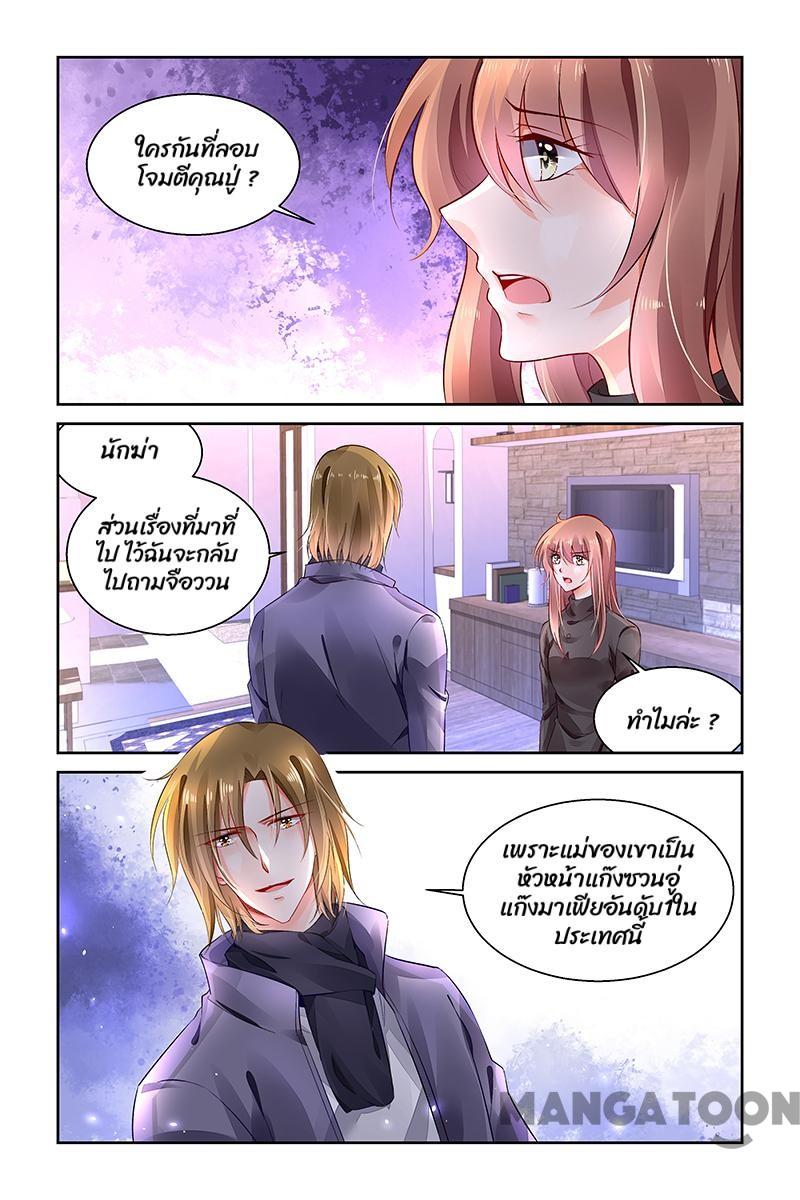 ใครกันที่ลอบ
โจมตีคุณปู่ ?
นักฆ่า
ส่วนเรื่องที่มาที่
ไป ไว้ฉันจะกลับ
ไปถามจือววน
ทำไมล่ะ ?
เพราะแม่ของเขาเป็น
หัวหน้าแก๊งซวนอู่
แก๊งมาเฟียอันดับ1ใน
ประเทศนี้
MANGATOON